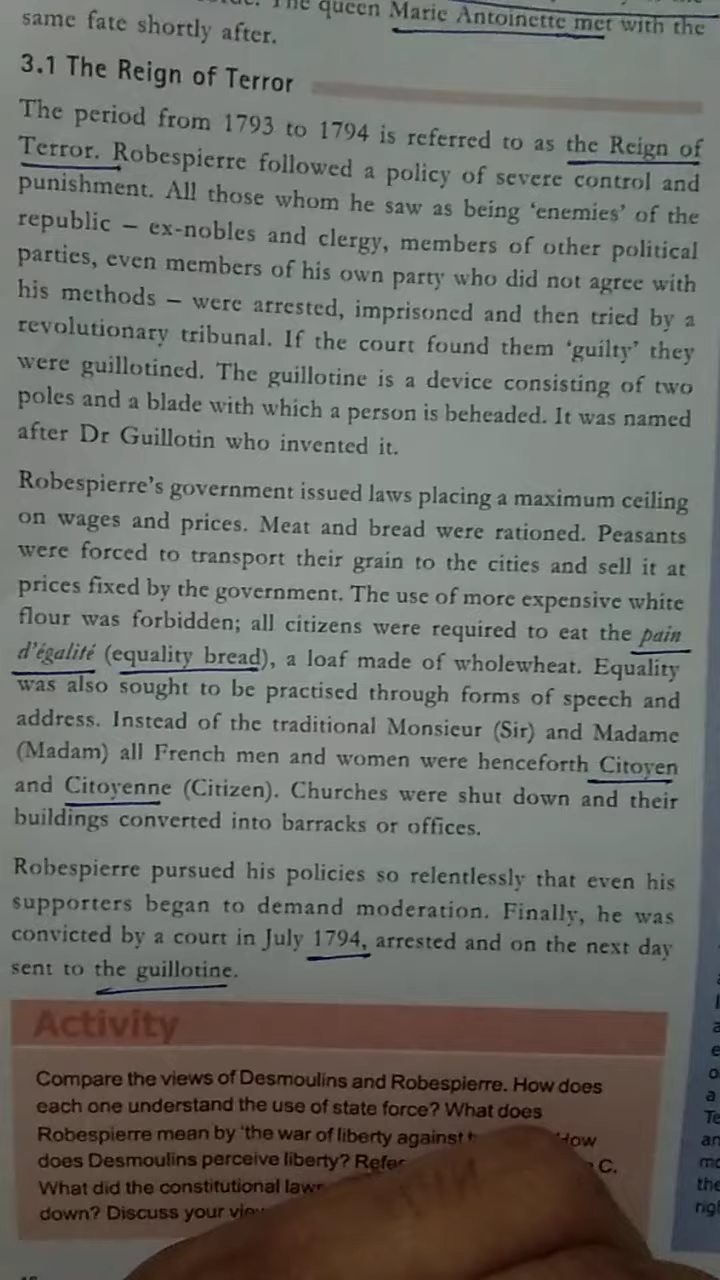 The queen Marie Antoinette met with the
same fate shortly after.
3.1 The Reign of Terror
The period from 1793 to 1794 is referred to as the Reign of
Terror. Robespierre followed a policy of severe control and
punishment. All those whom he saw as being ‘enemies’ of the
republic – ex-nobles and clergy, members of other political
parties, even members of his own party who did not agree with
his methods – were arrested, imprisoned and then tried by a
revolutionary tribunal. If the court found them ‘guilty’ they
were guillotined. The guillotine is a device consisting of two
poles and a blade with which a person is beheaded. It was named
after Dr Guillotin who invented it.
Robespierre’s government issued laws placing a maximum ceiling
on wages and prices. Meat and bread were rationed. Peasants
were forced to transport their grain to the cities and sell it at
prices fixed by the government. The use of more expensive white
flour was forbidden; all citizens were required to eat the pain
d’égalité (equality bread), a loaf made of wholewheat. Equality
was also sought to be practised through forms of speech and
address. Instead of the traditional Monsieur (Sir) and Madame
(Madam) all French men and women were henceforth Citoyen
and Citoyenne (Citizen). Churches were shut down and their
buildings converted into barracks or offices.
Robespierre pursued his policies so relentlessly that even his
supporters began to demand moderation. Finally, he was
convicted by a court in July 1794, arrested and on the next day
sent to the guillotine.
Activity
Compare the views of Desmoulins and Robespierre. How does
each one understand the use of state force? What does
Robespierre mean by ‘the war of liberty against How
does Desmoulins perceive liberty? C.
What did the constitutional
down? Discuss your